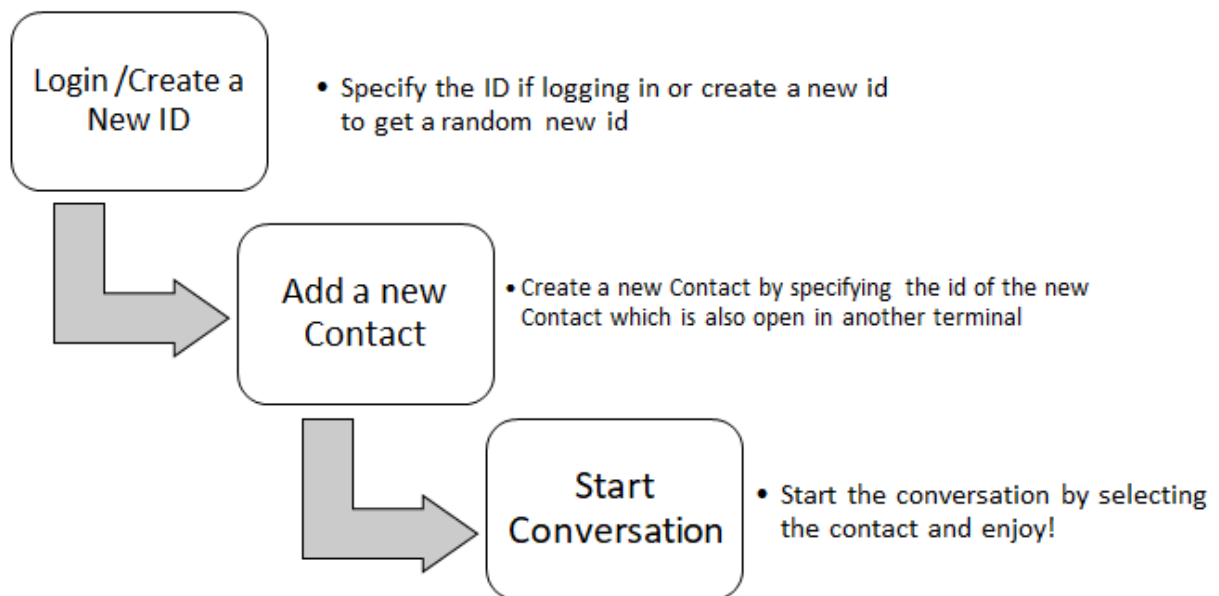 Login /Create a
New ID
• Specify the ID if logging in or create a new id
to get a random new id
Add a new
Contact
• Create a new Contact by specifying the id of the new
Contact which is also open in another terminal
Start
Conversation
• Start the conversation by selecting
the contact and enjoy!